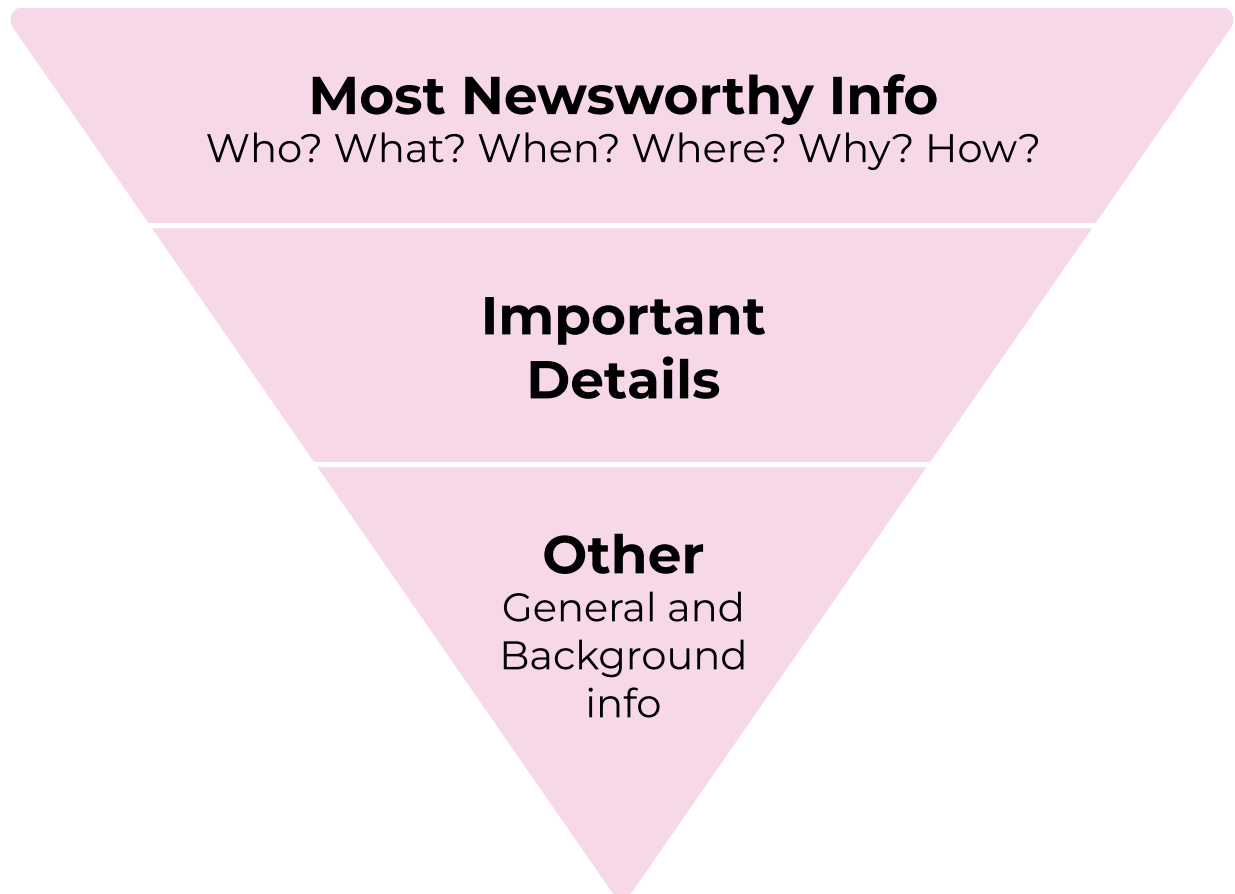 Most Newsworthy Info
Who? What? When? Where? Why? How?
Important
Details
Other
General and
Background
info